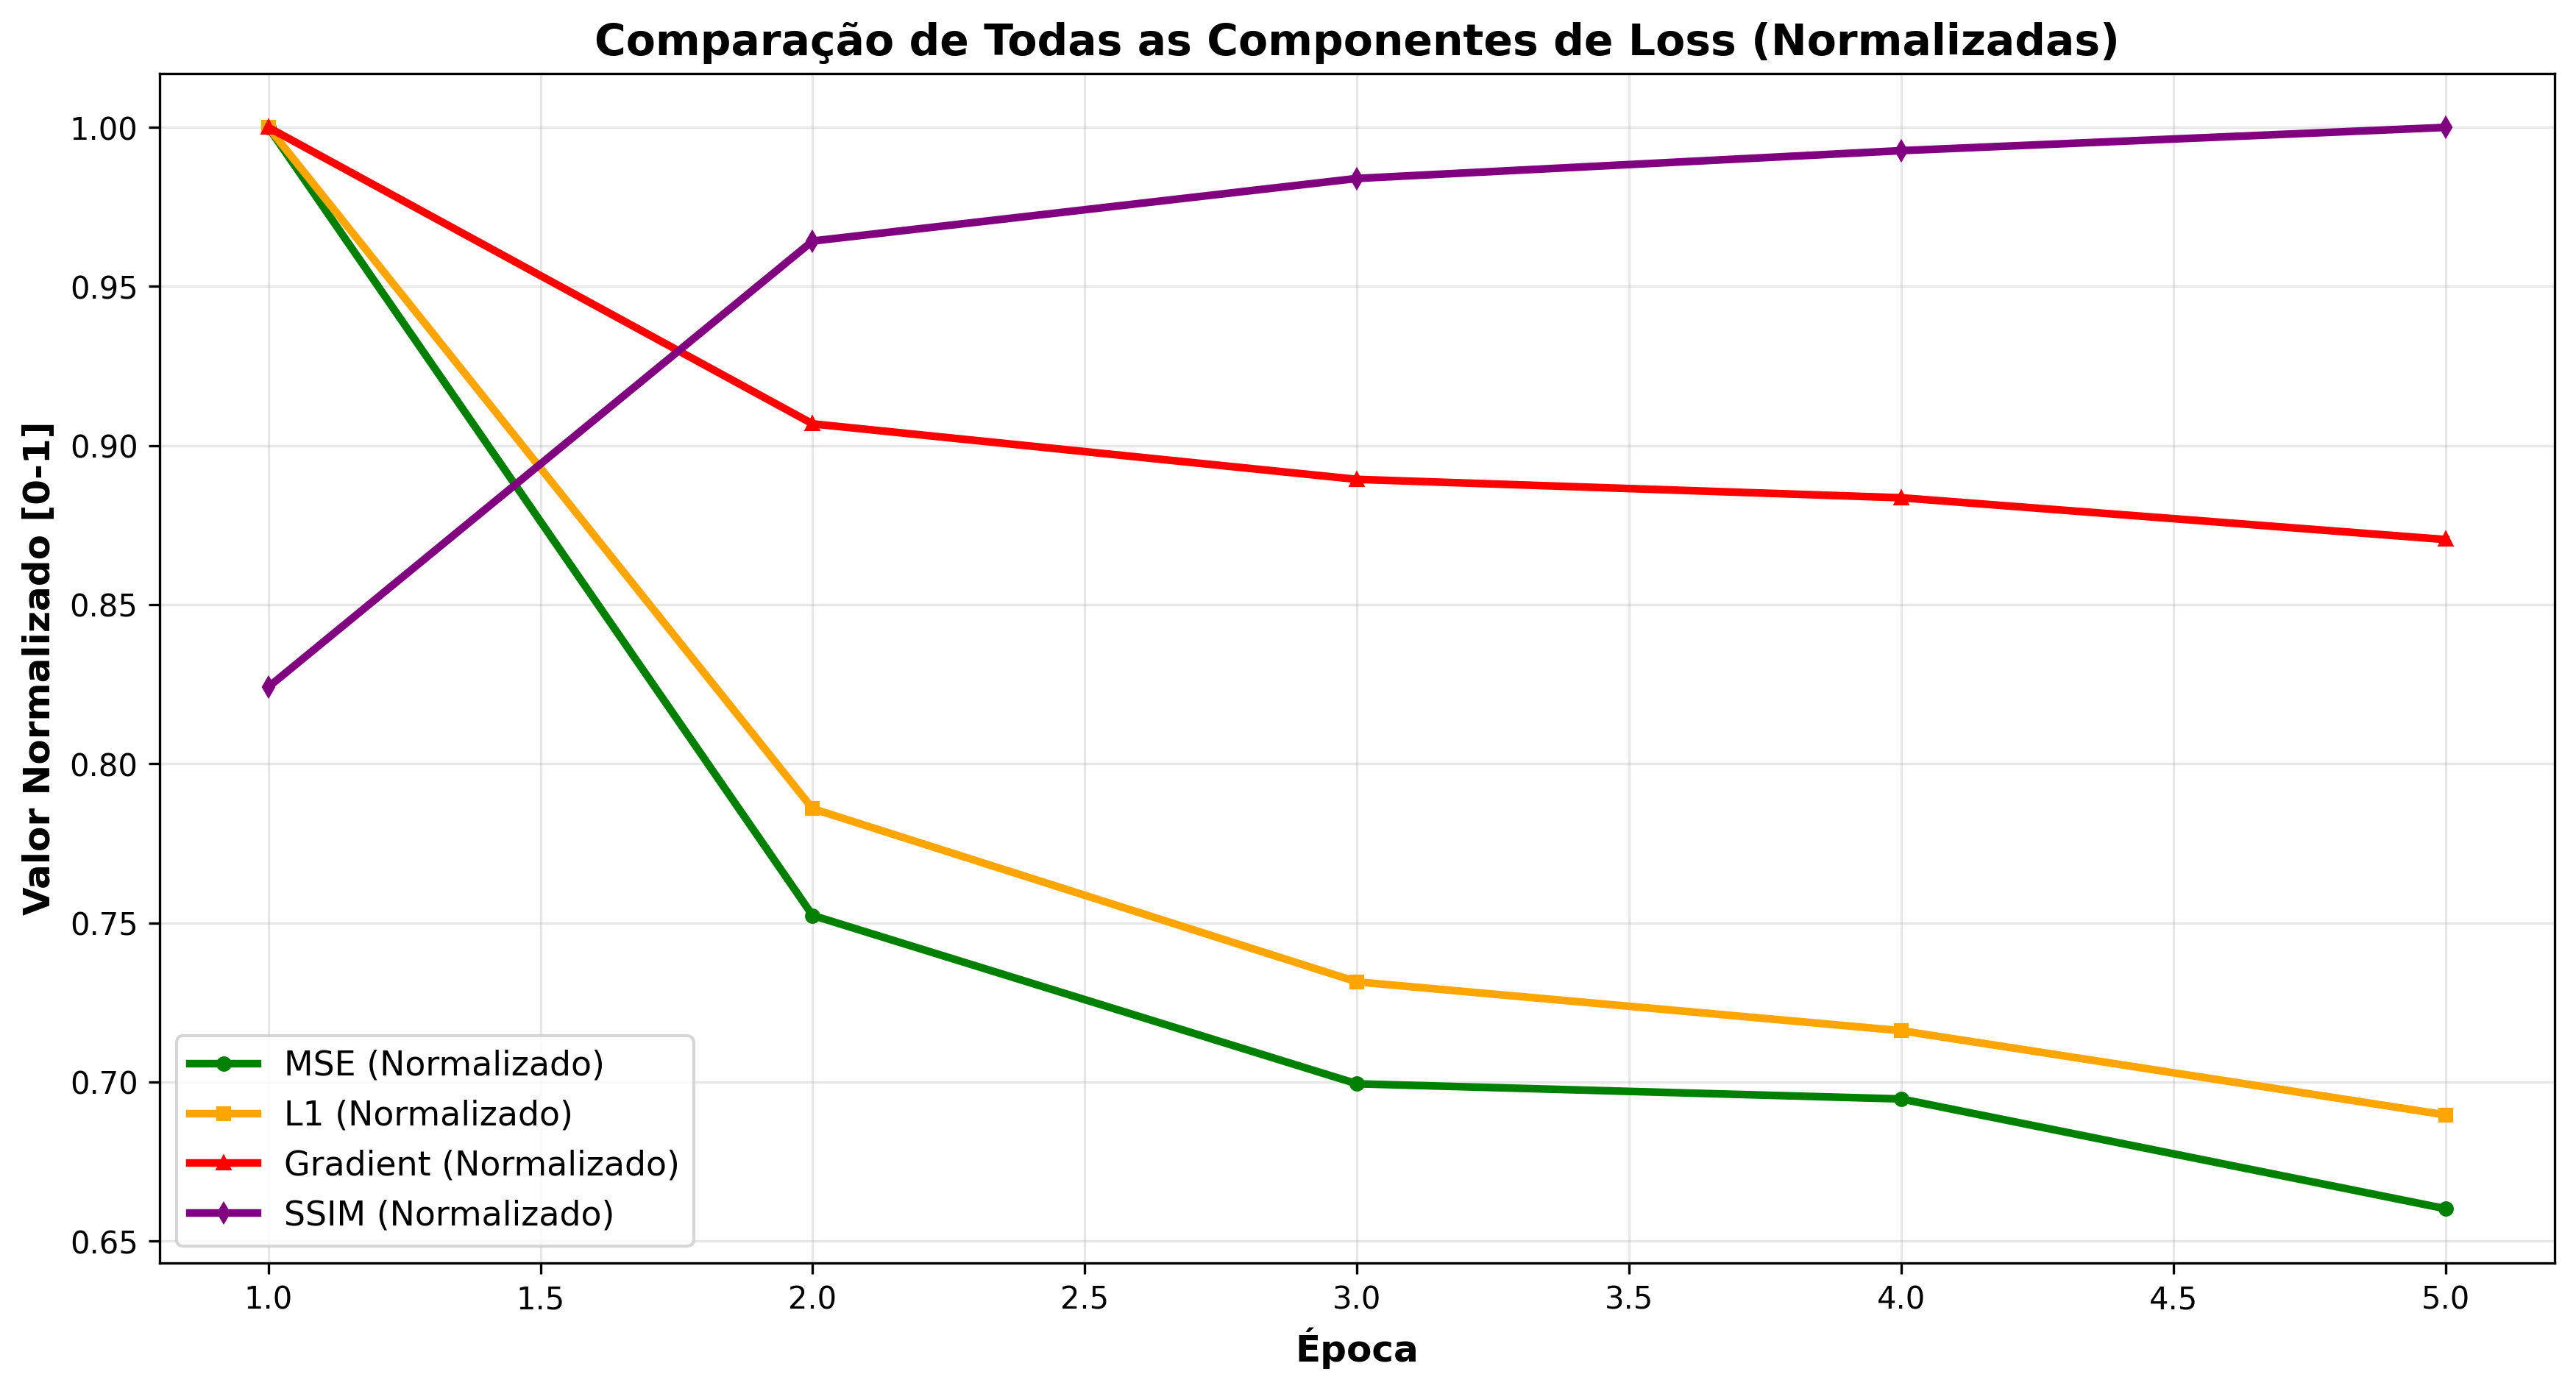 Comparação de Todas as Componentes de Loss (Normalizadas)
Valor Normalizado [0-1]
1.00
0.95
0.90
0.85
0.80
0.75
0.70
0.65
MSE (Normalizado)
L1 (Normalizado)
Gradient (Normalizado)
SSIM (Normalizado)
1.0 1.5 2.0 2.5 3.0 3.5 4.0 4.5 5.0
Época